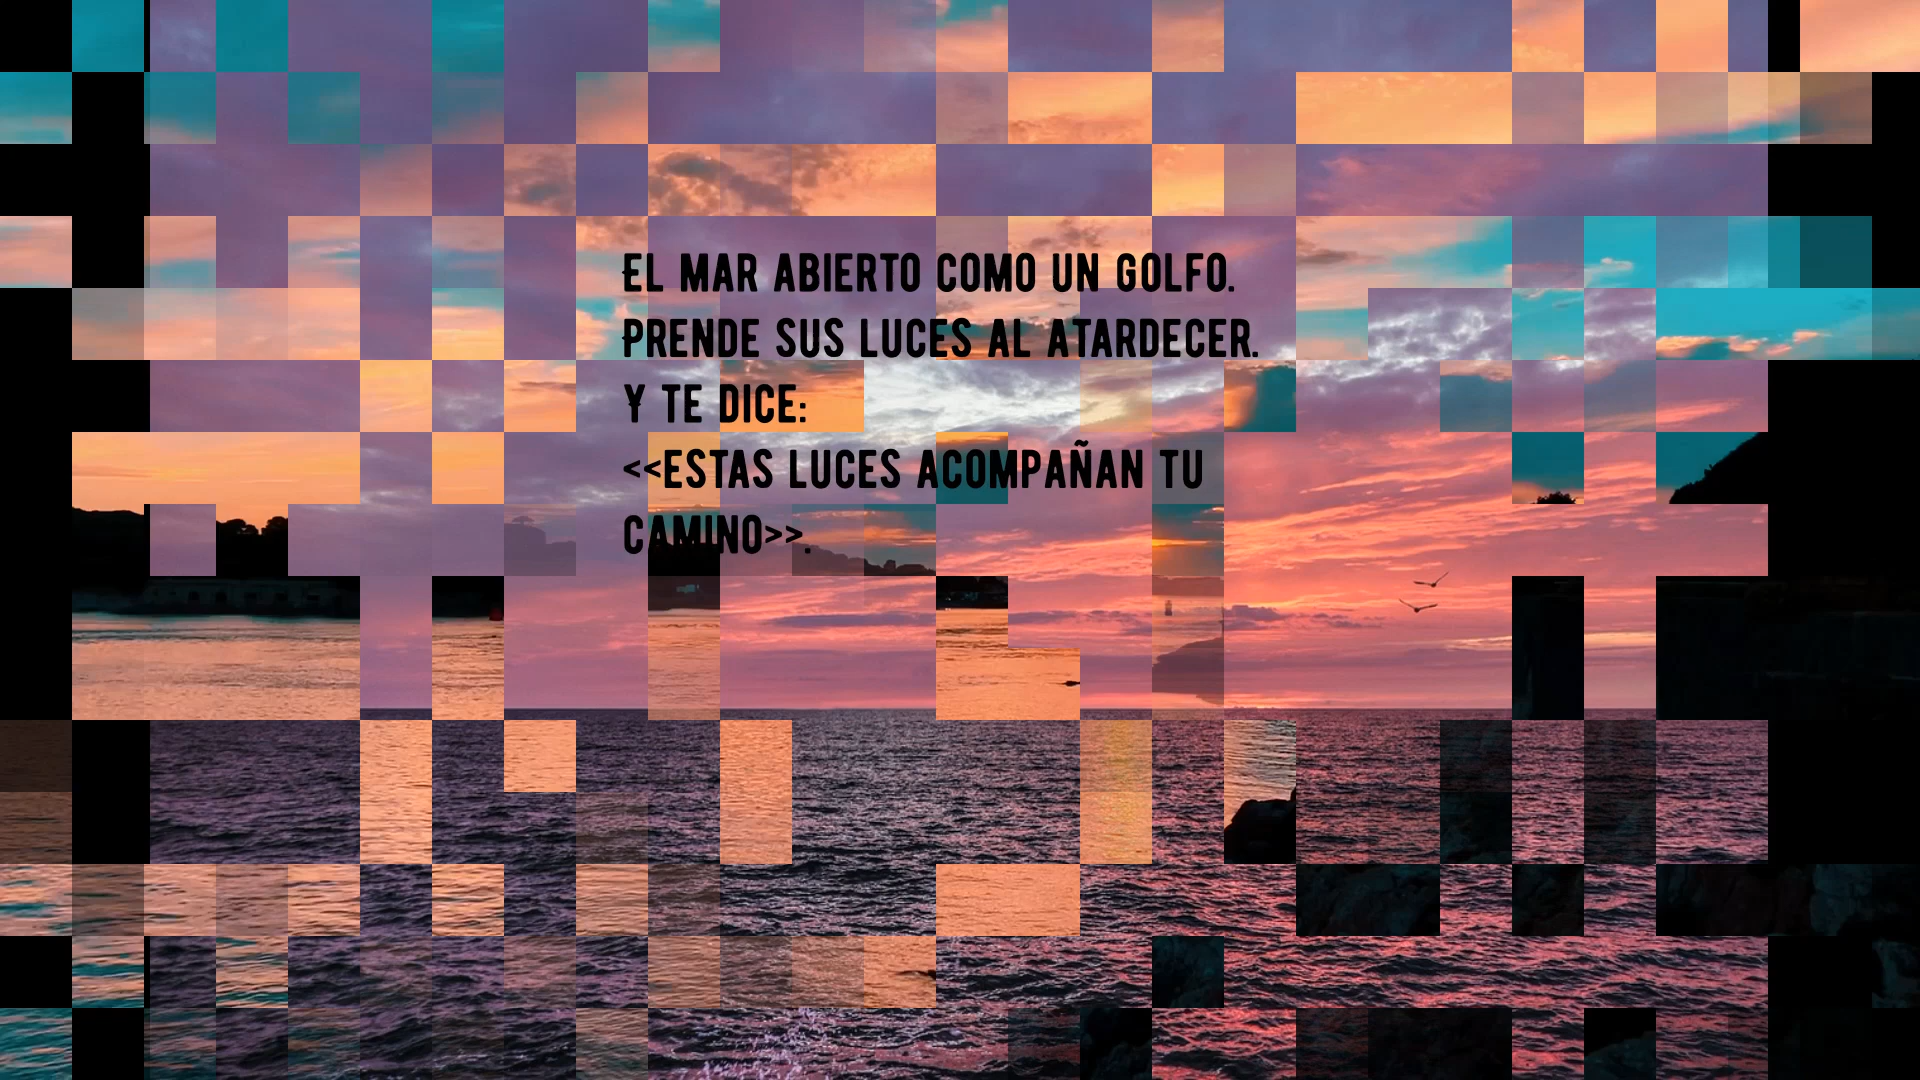 EL MAR ABIERTO COMO UN GOLFO.
PRENDE SUS LUCES AL ATARDECER.
Y TE DICE:
<<ESTAS LUCES ACOMPAÑAN TU
CAMINO>>.